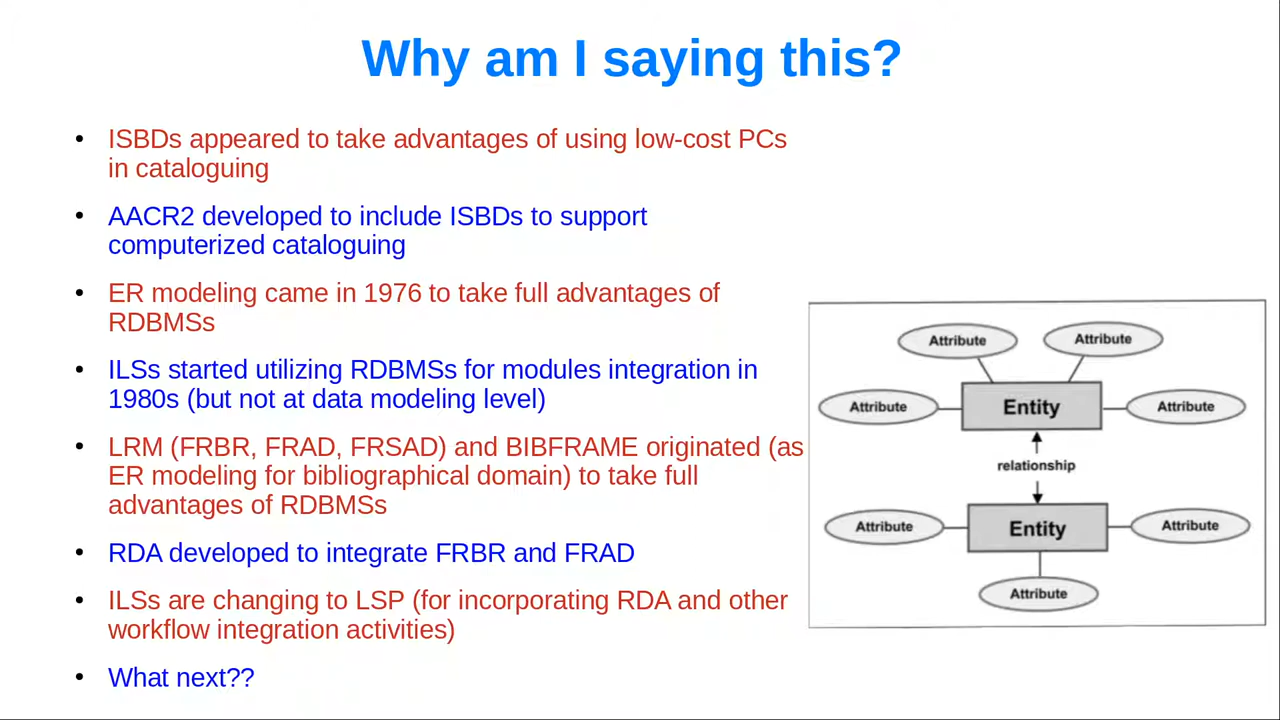 Why am I saying this?
• ISBDs appeared to take advantages of using low-cost PCs
in cataloguing
• AACR2 developed to include ISBDs to support
computerized cataloguing
• ER modeling came in 1976 to take full advantages of
RDBMSs
• ILSs started utilizing RDBMSs for modules integration in
1980s (but not at data modeling level)
• LRM (FRBR, FRAD, FRSAD) and BIBFRAME originated (as
ER modeling for bibliographical domain) to take full
advantages of RDBMSs
• RDA developed to integrate FRBR and FRAD
• ILSs are changing to LSP (for incorporating RDA and other
workflow integration activities)
• What next??
Attribute
Attribute
Attribute
Entity
Attribute
relationship
Attribute
Entity
Attribute
Attribute